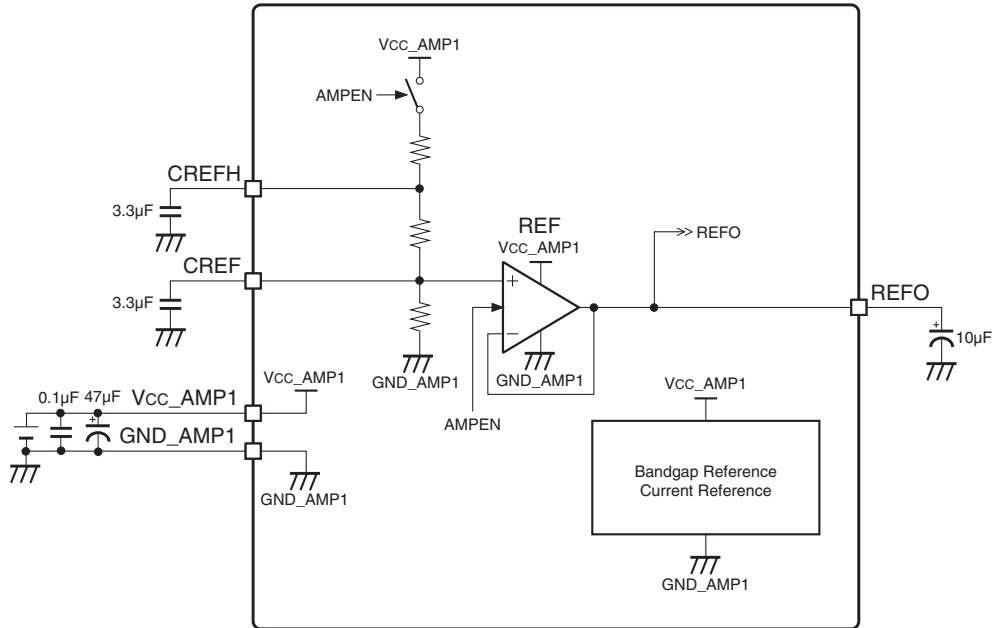 VCC_AMP1
AMPEN
CREFH
3.3µF
REF
VCC_AMP1
REFO
CREF
+
3.3µF
−
REFO
+
10µF
GND_AMP1
GND_AMP1
VCC_AMP1
VCC_AMP1
0.1µF 47µF
VCC_AMP1
AMPEN
+
GND_AMP1
Bandgap Reference
Current Reference
GND_AMP1
GND_AMP1